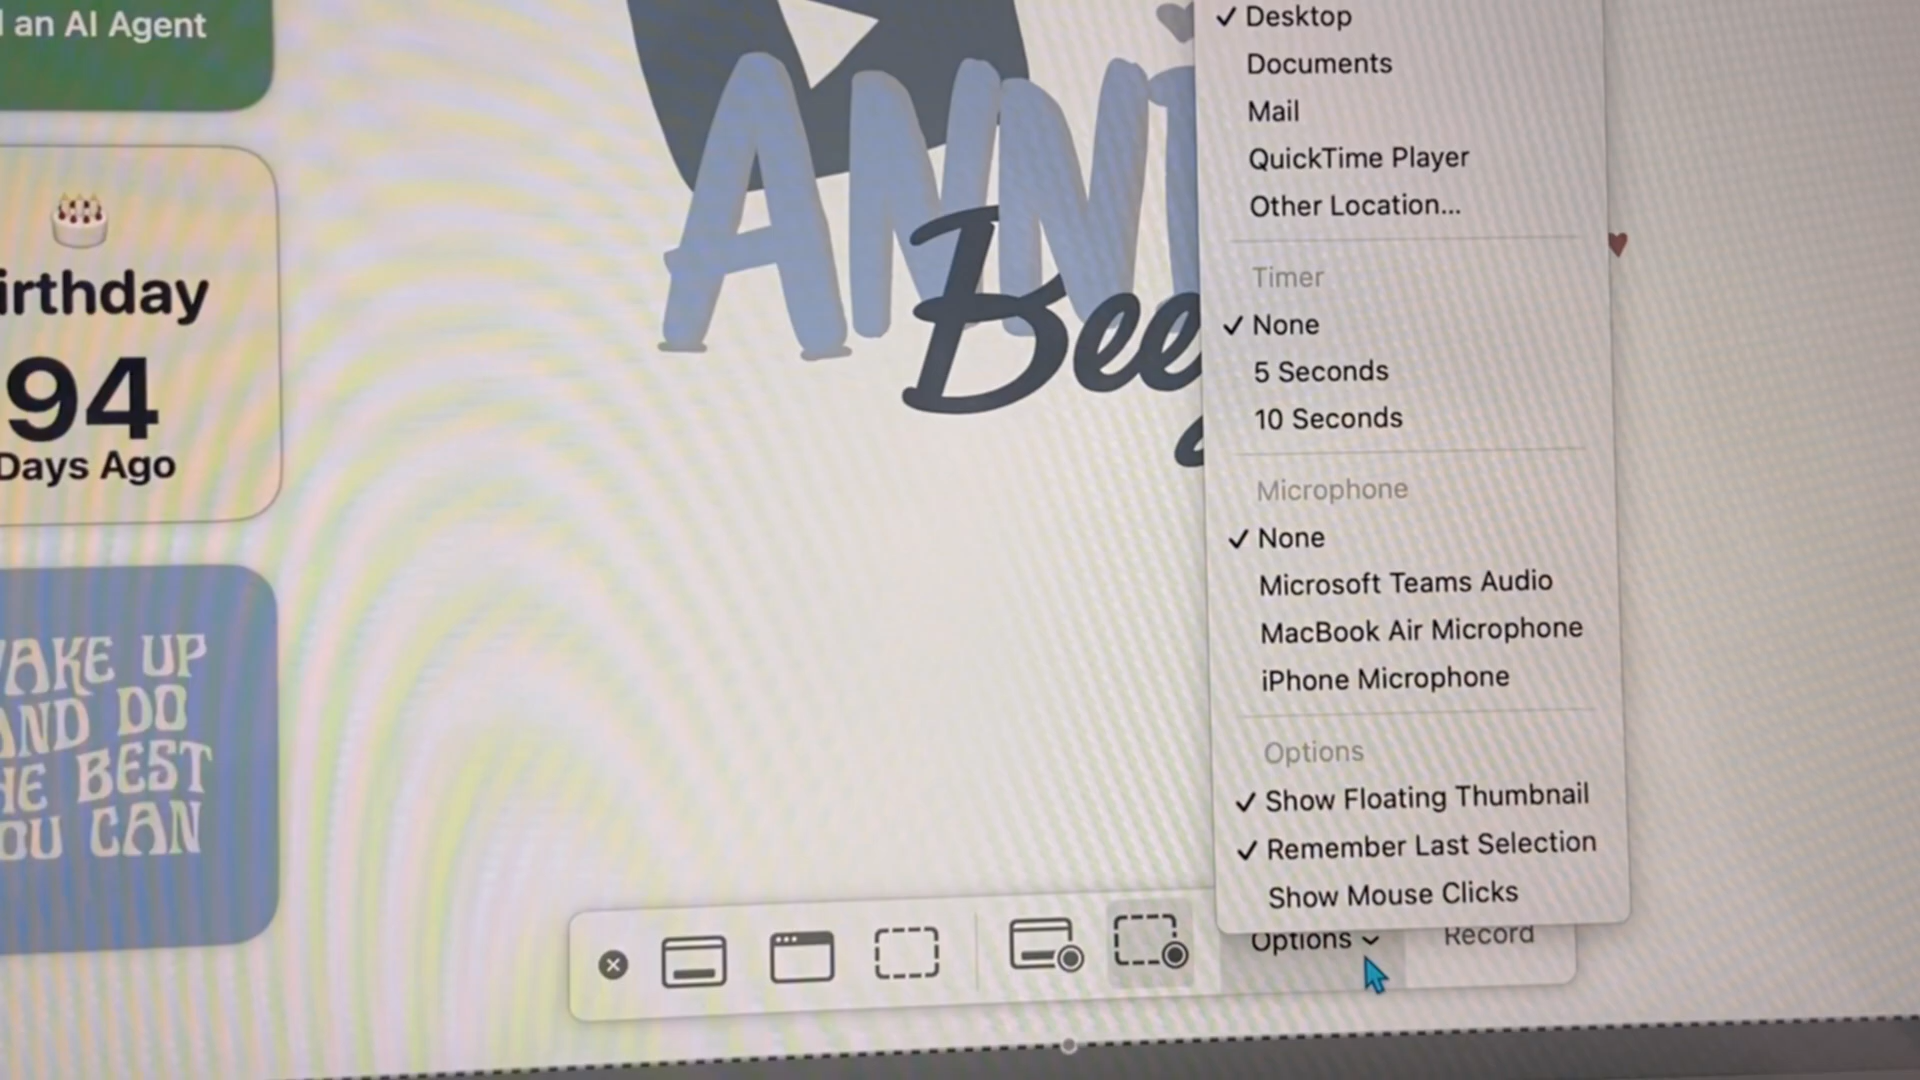 an AI Agent
irthday
94
Days Ago
AKE UP
AND DO
HE BEST
OU CAN
ANN
Bee
Desktop
Documents
Mail
QuickTime Player
Other Location...
Timer
None
5 Seconds
10 Seconds
Microphone
None
Microsoft Teams Audio
MacBook Air Microphone
iPhone Microphone
Options
Show Floating Thumbnail
Remember Last Selection
Show Mouse Clicks
Options
Record